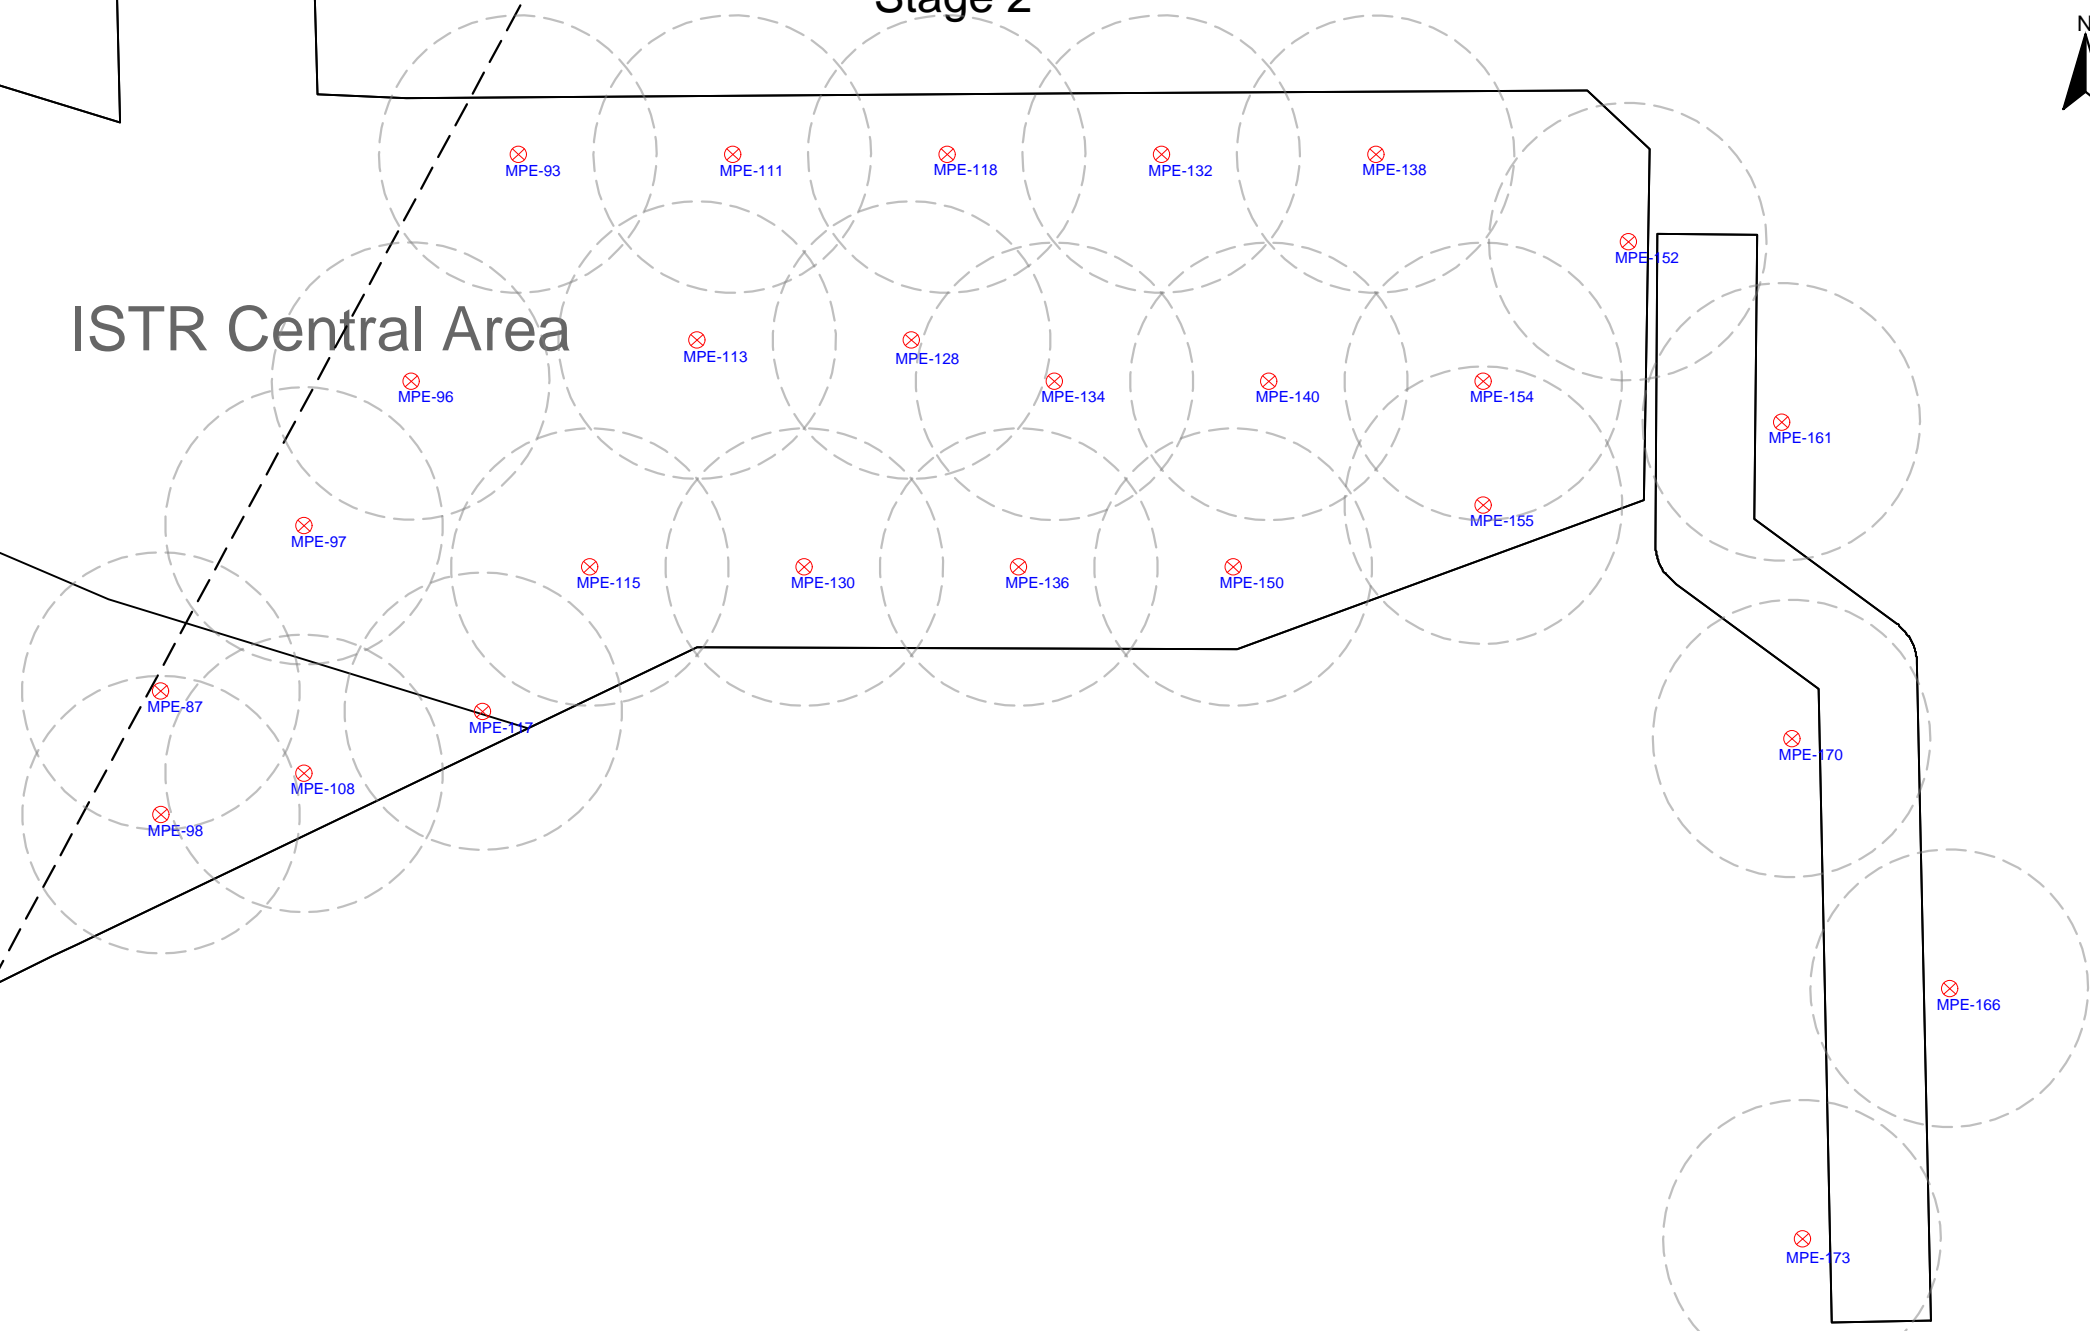 Stage 2
N
MPE-93
MPE-111
MPE-118
MPE-132
MPE-138
MPE-152
ISTR Central Area
MPE-113
MPE-128
MPE-96
MPE-134
MPE-140
MPE-154
MPE-161
MPE-97
MPE-155
MPE-115
MPE-130
MPE-136
MPE-150
MPE-87
MPE-117
MPE-170
MPE-108
MPE-98
MPE-166
MPE-173